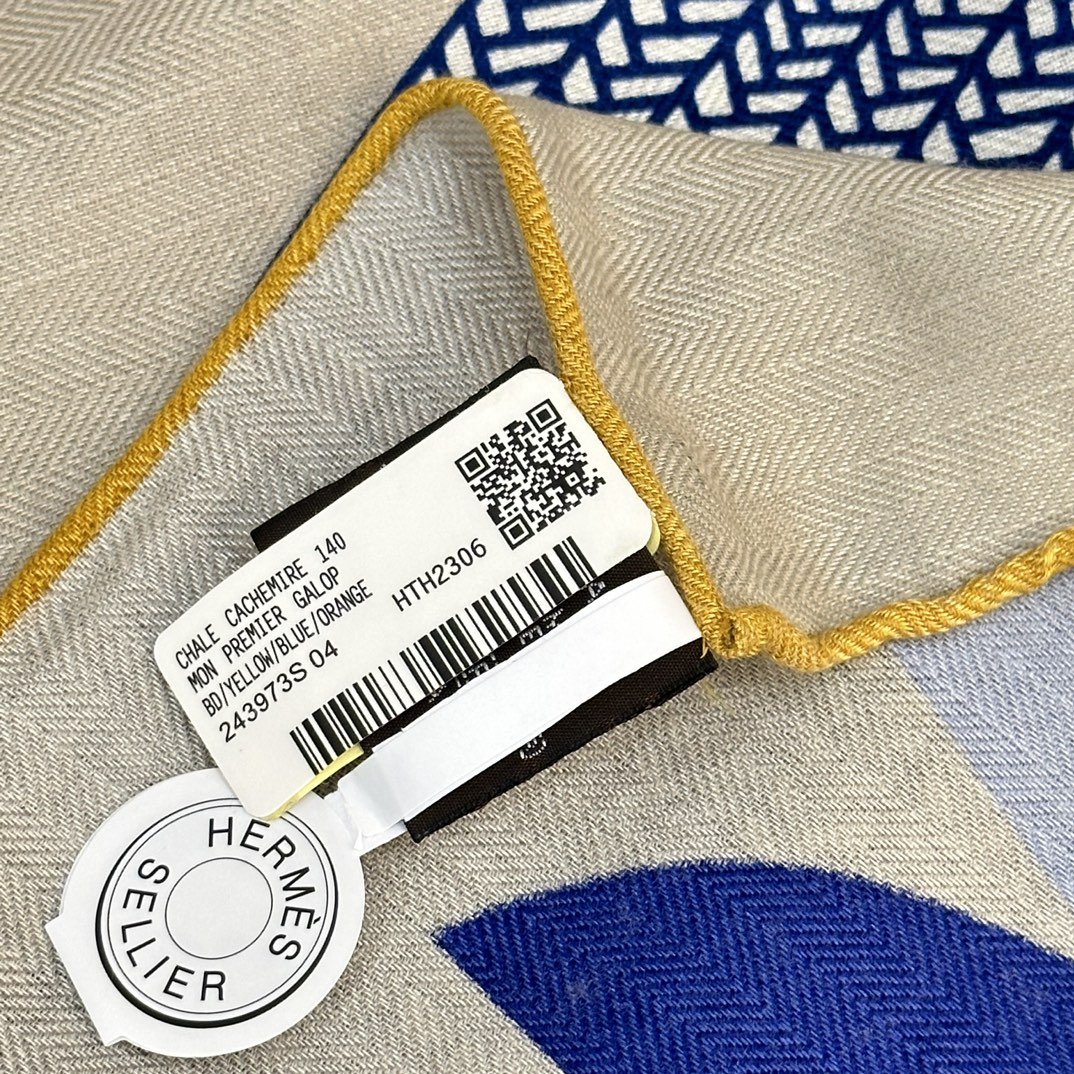 CHALE CACHEMIRE 140
MON PREMIER GALOP
BD/YELLOW/BLUE/ORANGE
243973S 04
HTH2306
HERMÈS
SELLIER